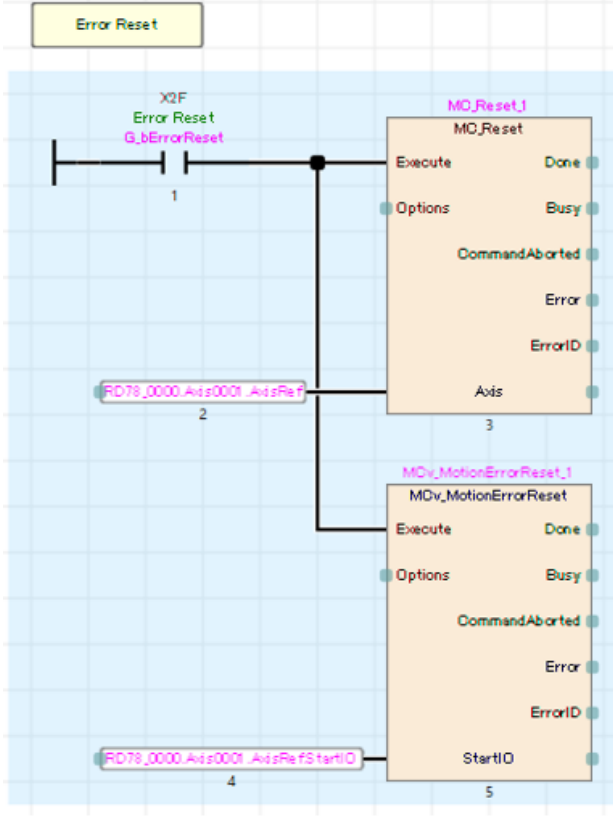 Error Reset
X2F
Error Reset
G_bErrorReset
1
MC_Reset_1
MC_Reset
Execute Done
Options Busy
CommandAborted
Error
ErrorID
RD78_0000.Axis0001.AxisRef Axis
2
3
MCv_MotionErrorReset_1
MCv_MotionErrorReset
Execute Done
Options Busy
CommandAborted
Error
ErrorID
RD78_0000.Axis0001.AxisRefStartIO StartIO
4
5